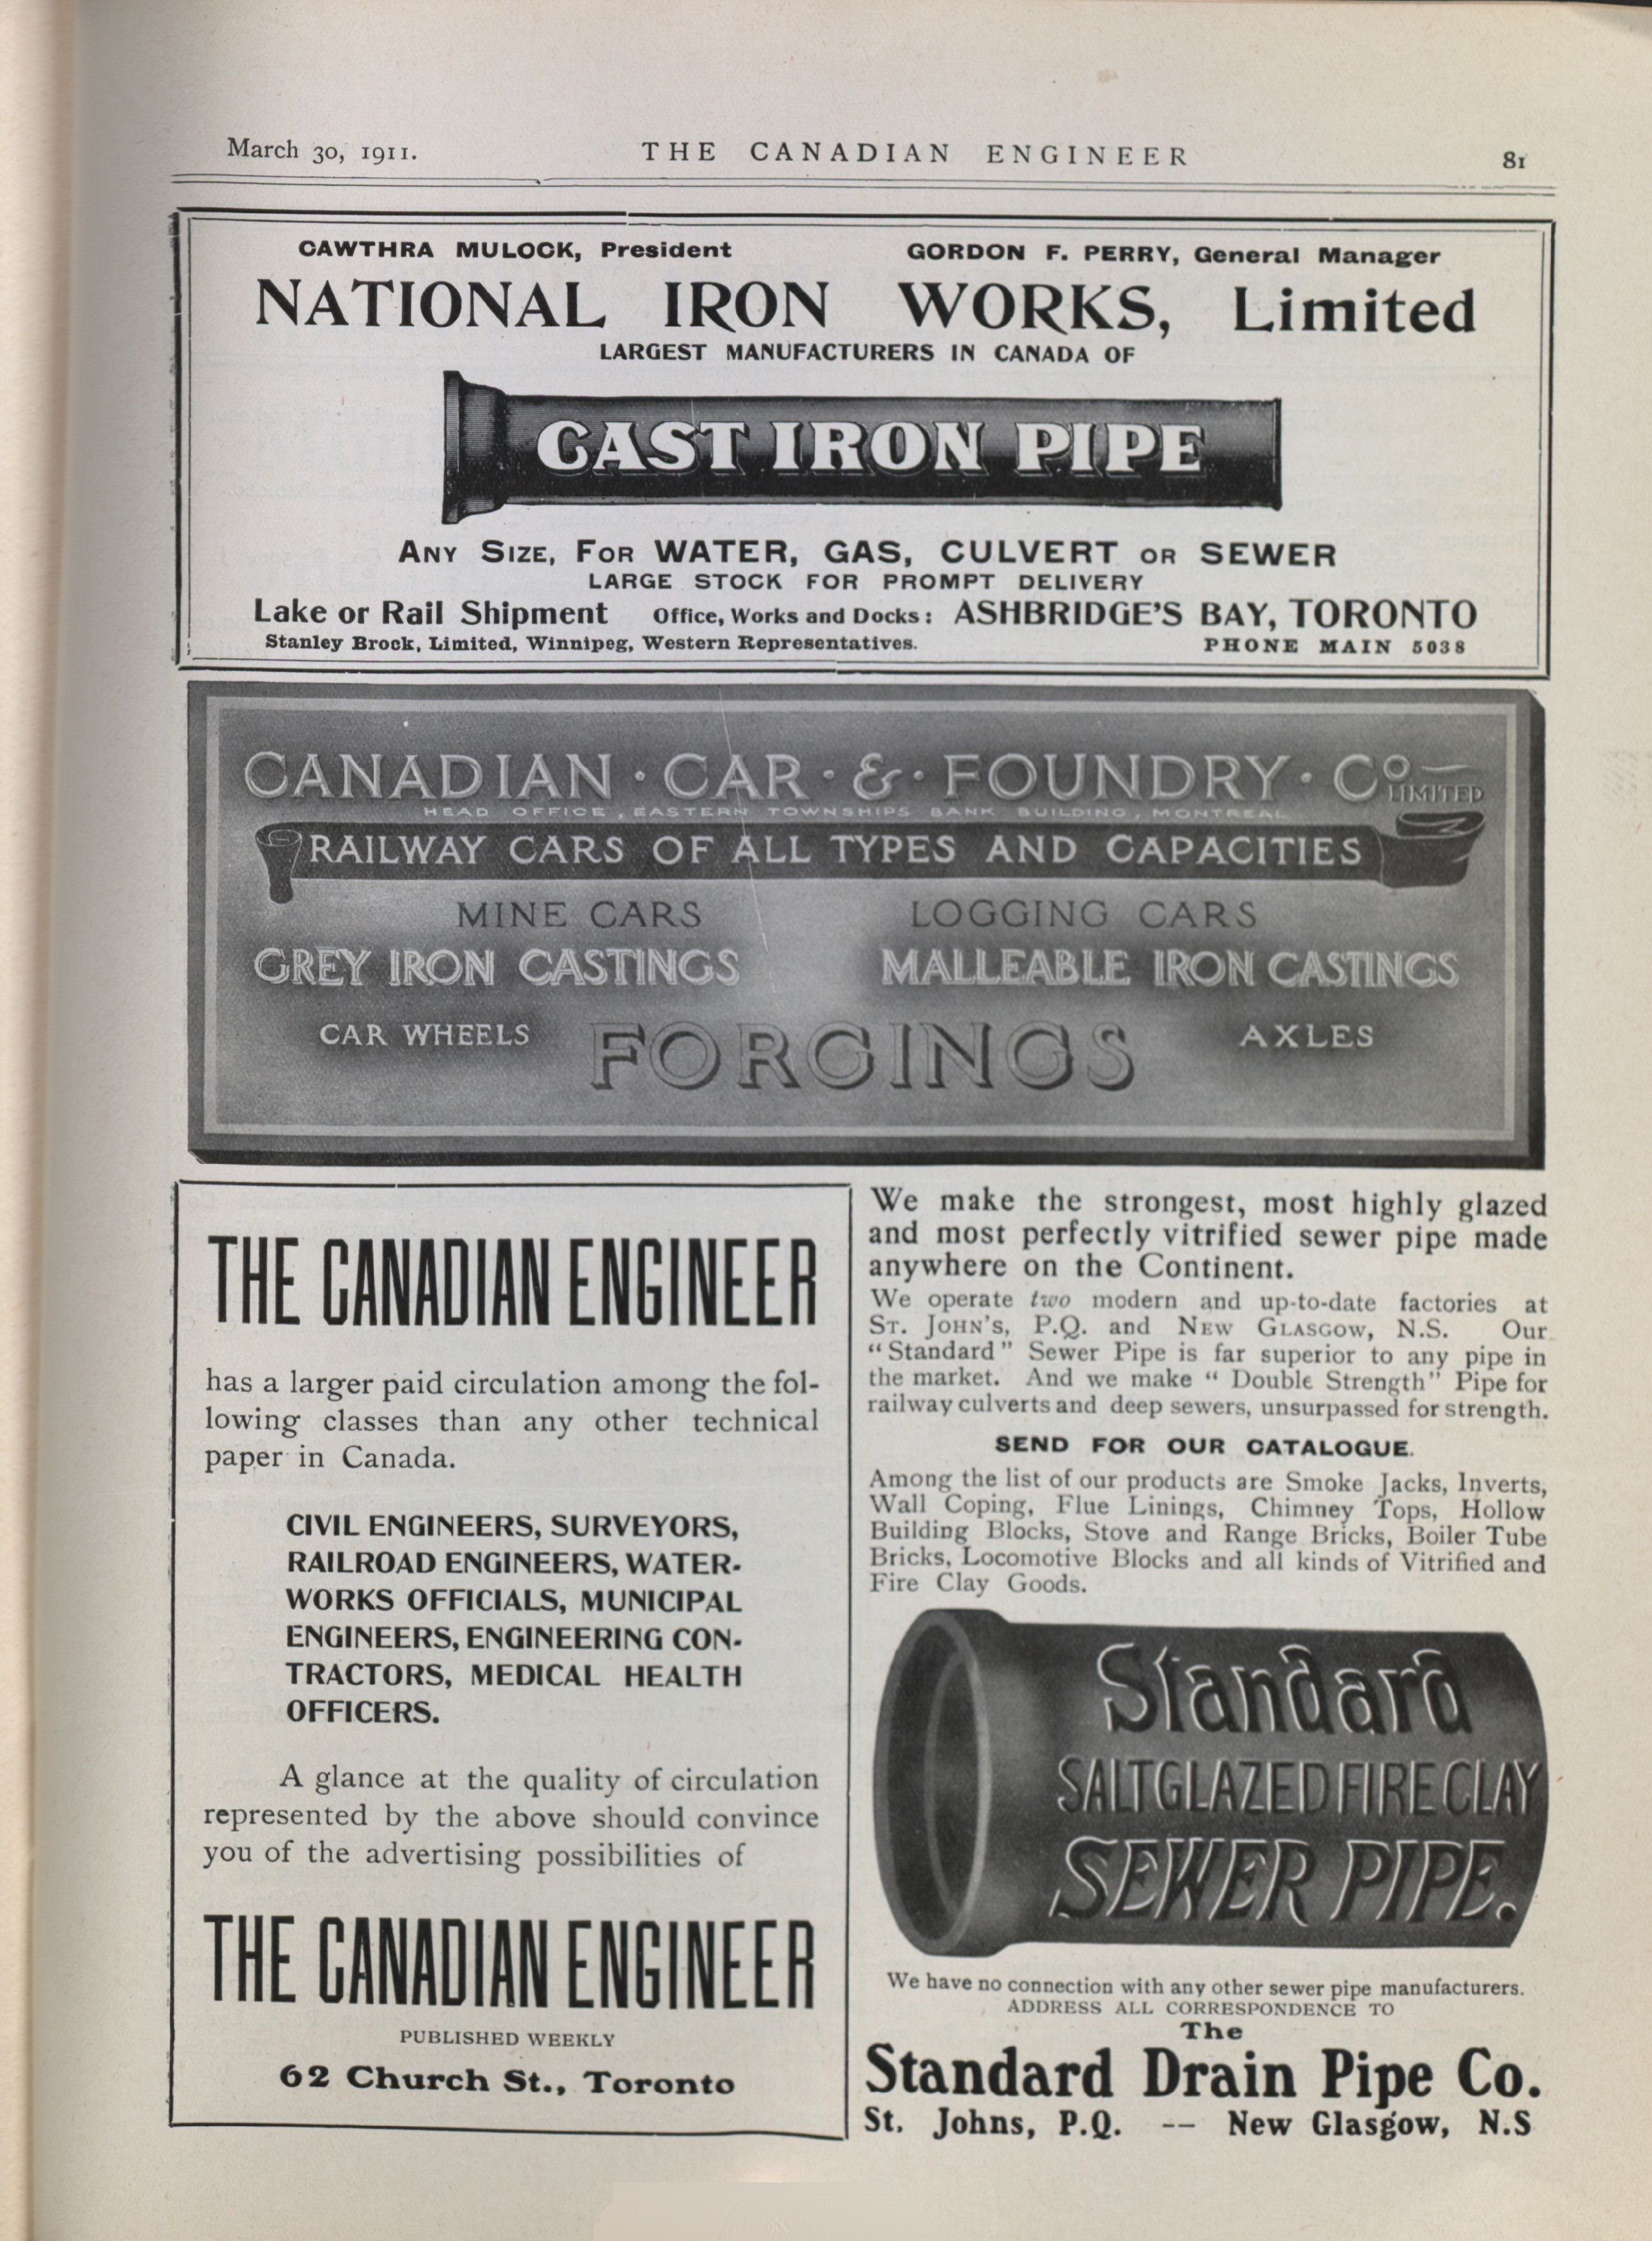 March 30, 1911.
THE CANADIAN ENGINEER
81
CAWTHRA MULOCK, President
GORDON F. PERRY, General Manager
NATIONAL IRON WORKS, Limited
LARGEST MANUFACTURERS IN CANADA OF
CAST IRON PIPE
ANY SIZE, FOR WATER, GAS, CULVERT OR SEWER
LARGE STOCK FOR PROMPT DELIVERY
Lake or Rail Shipment Office, Works and Docks: ASHBRIDGE'S BAY, TORONTO
Stanley Brock, Limited, Winnipeg, Western Representatives.
PHONE MAIN 5038
CANADIAN · CAR · & · FOUNDRY · Co LIMITED
HEAD OFFICE, EASTERN TOWNSHIPS BANK BUILDING, MONTREAL
RAILWAY CARS OF ALL TYPES AND CAPACITIES
MINE CARS
LOGGING CARS
GREY IRON CASTINGS
MALLEABLE IRON CASTINGS
CAR WHEELS
FORGINGS
AXLES
THE CANADIAN ENGINEER
has a larger paid circulation among the fol-
lowing classes than any other technical
paper in Canada.
CIVIL ENGINEERS, SURVEYORS,
RAILROAD ENGINEERS, WATER-
WORKS OFFICIALS, MUNICIPAL
ENGINEERS, ENGINEERING CON-
TRACTORS, MEDICAL HEALTH
OFFICERS.
A glance at the quality of circulation
represented by the above should convince
you of the advertising possibilities of
THE CANADIAN ENGINEER
PUBLISHED WEEKLY
62 Church St., Toronto
We make the strongest, most highly glazed
and most perfectly vitrified sewer pipe made
anywhere on the Continent.
We operate two modern and up-to-date factories at
ST. JOHN'S, P.Q. and NEW GLASGOW, N.S. Our
"Standard" Sewer Pipe is far superior to any pipe in
the market. And we make "Double Strength" Pipe for
railway culverts and deep sewers, unsurpassed for strength.
SEND FOR OUR CATALOGUE.
Among the list of our products are Smoke Jacks, Inverts,
Wall Coping, Flue Linings, Chimney Tops, Hollow
Building Blocks, Stove and Range Bricks, Boiler Tube
Bricks, Locomotive Blocks and all kinds of Vitrified and
Fire Clay Goods.
Standard
SALT GLAZED FIRE CLAY
SEWER PIPE.
We have no connection with any other sewer pipe manufacturers.
ADDRESS ALL CORRESPONDENCE TO
The
Standard Drain Pipe Co.
St. Johns, P.Q. -- New Glasgow, N.S